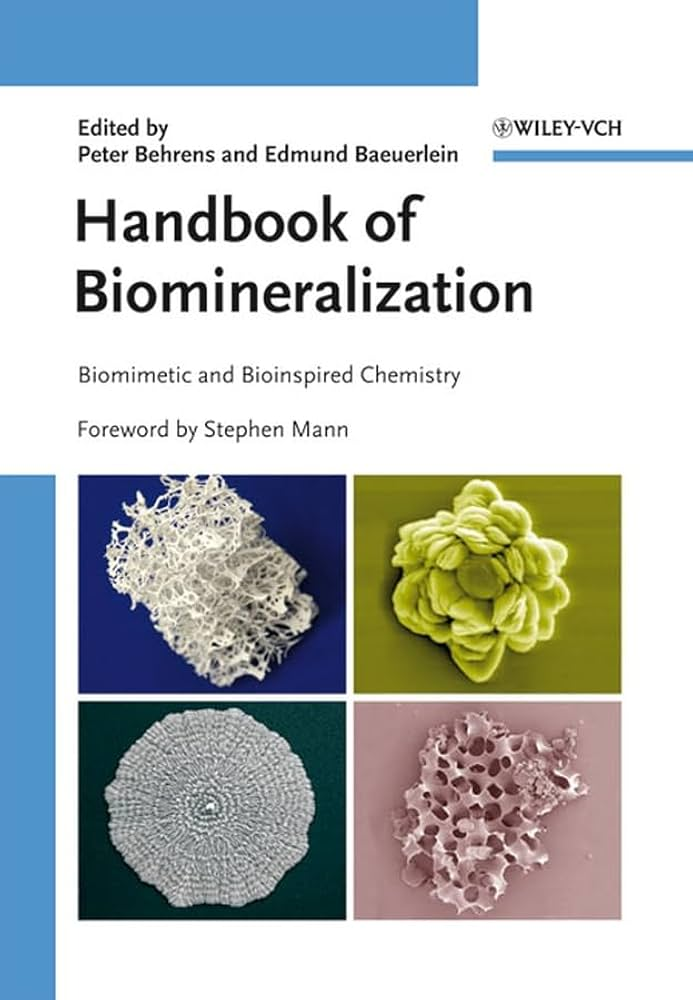 Edited by
Peter Behrens and Edmund Baeuerlein
WILEY-VCH
Handbook of
Biomineralization
Biomimetic and Bioinspired Chemistry
Foreword by Stephen Mann